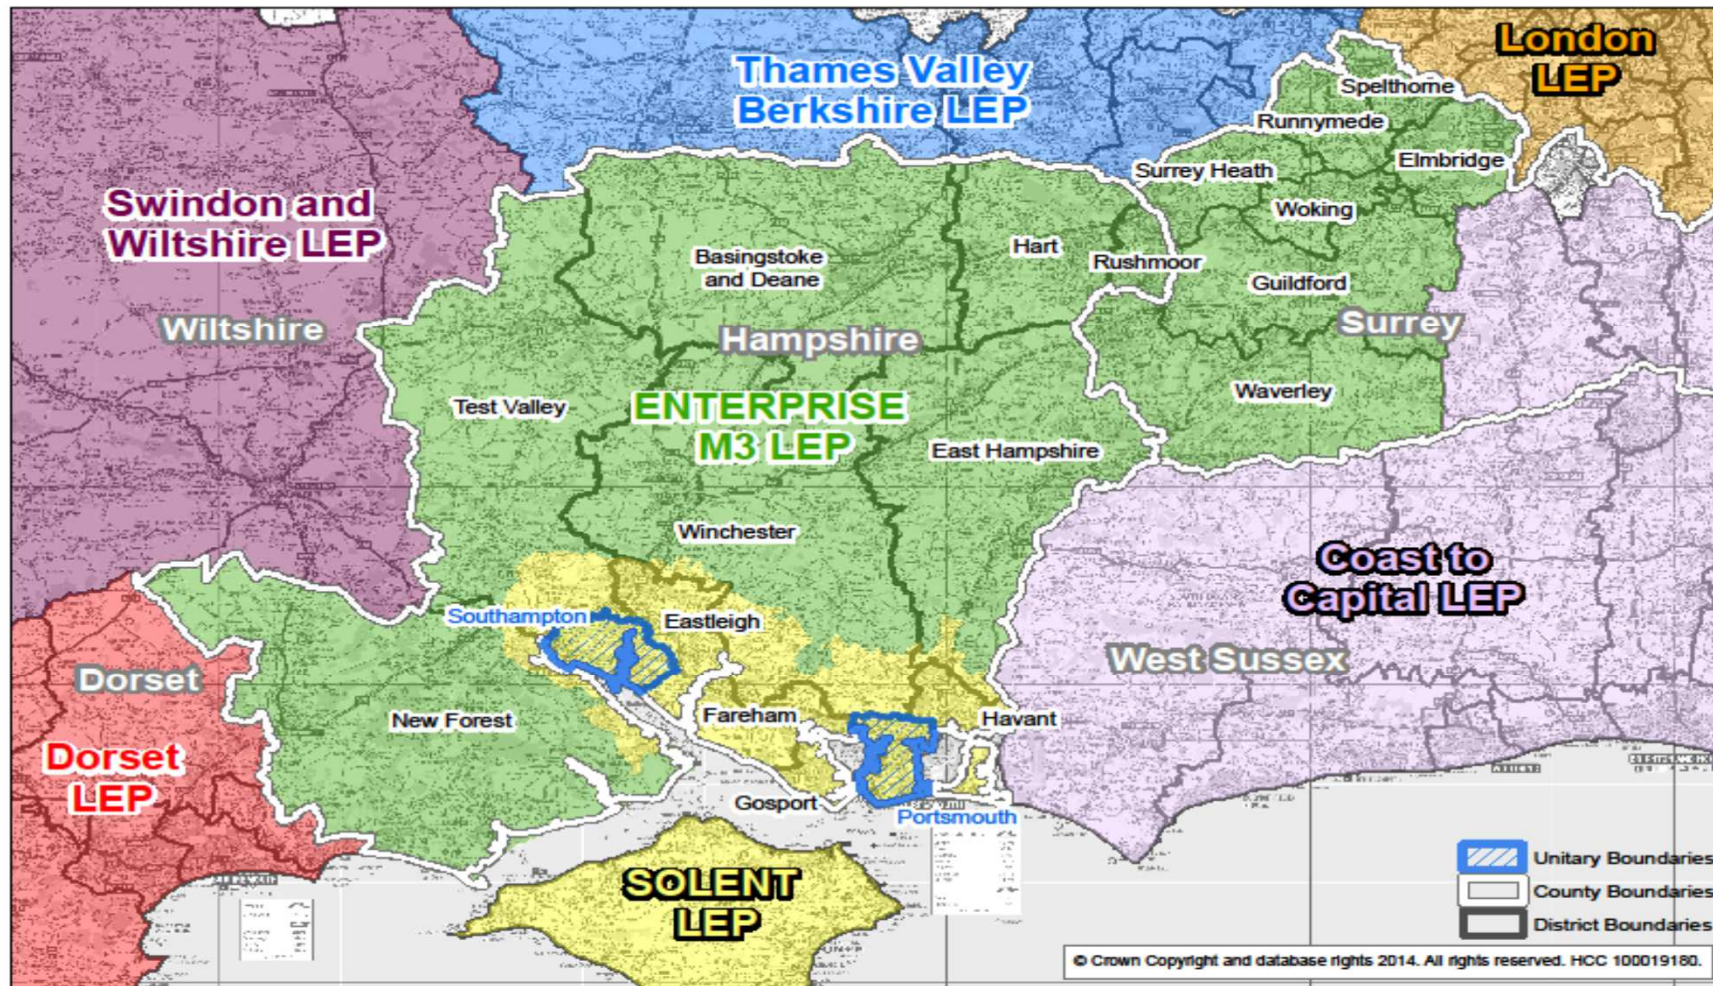 London
LEP
Thames Valley
Berkshire LEP
Spelthorne
Runnymede
Elmbridge
Surrey Heath
Woking
Swindon and
Wiltshire LEP
Basingstoke
and Deane
Hart
Rushmoor
Guildford
Wiltshire
Hampshire
Surrey
Test Valley
ENTERPRISE
M3 LEP
Waverley
East Hampshire
Winchester
Coast to
Capital LEP
Southampton
Eastleigh
West Sussex
Dorset
New Forest
Fareham
Havant
Dorset
LEP
Gosport
Portsmouth
SOLENT
LEP
Unitary Boundaries
County Boundaries
District Boundaries
© Crown Copyright and database rights 2014. All rights reserved. HCC 100019180.